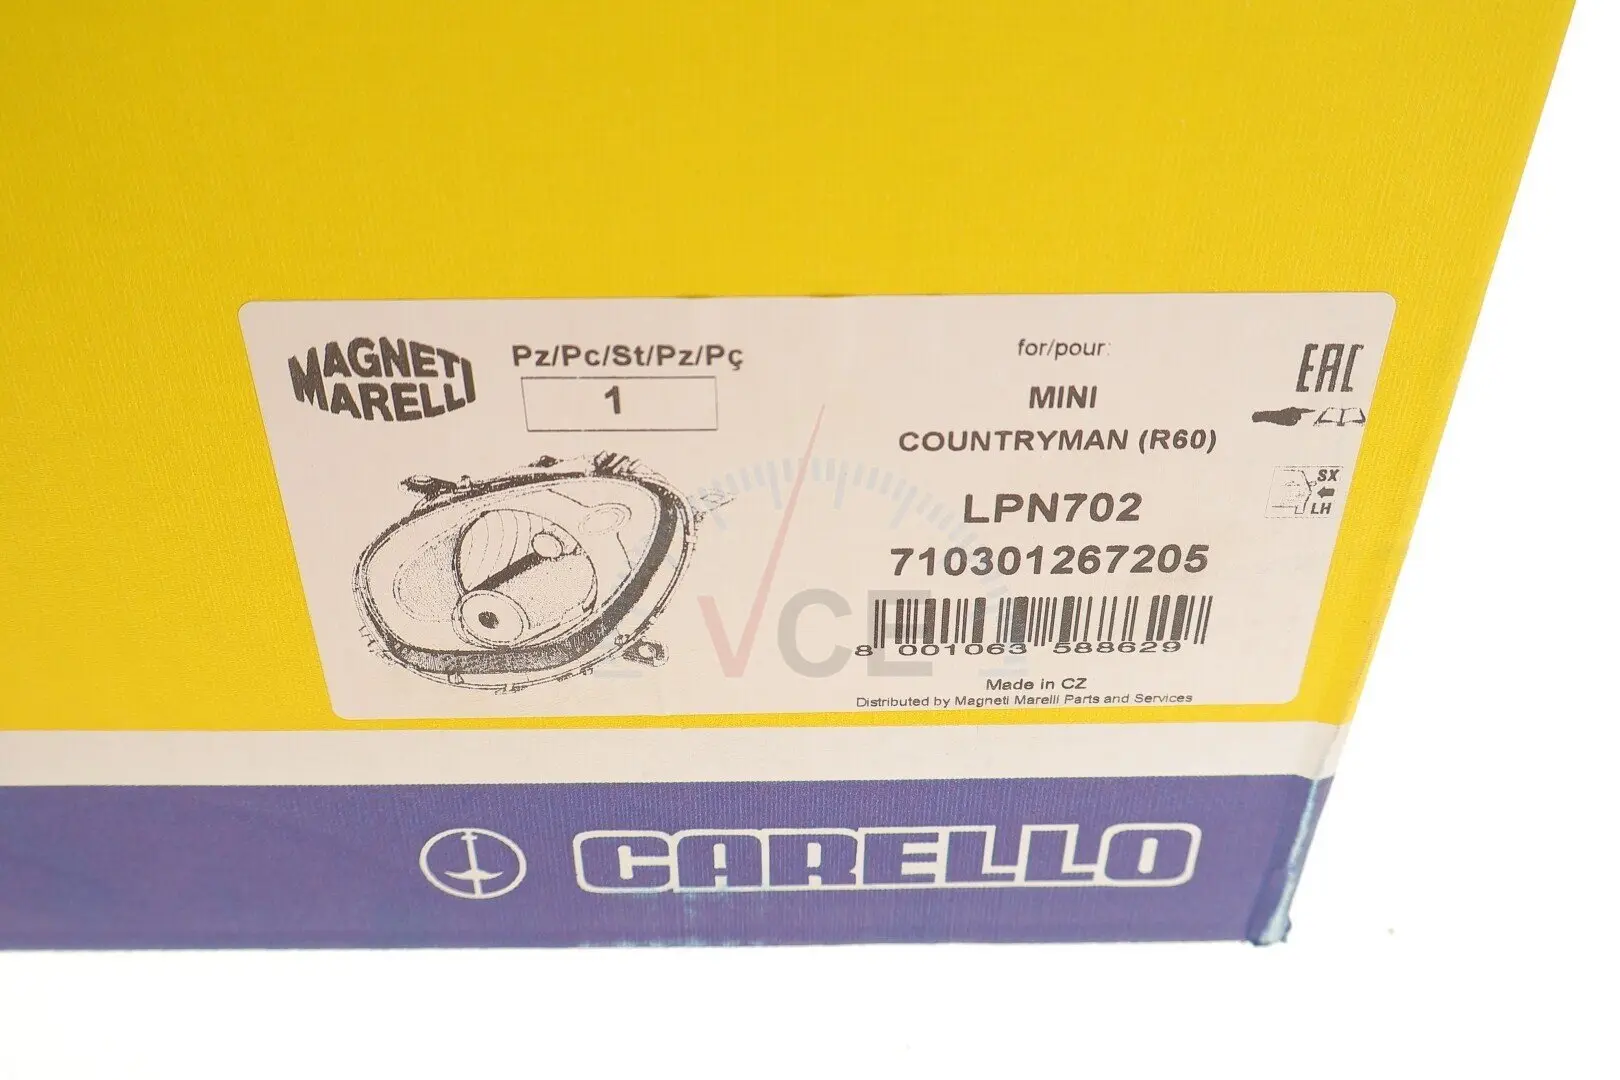 MAGNETI
MARELLI
Pz/Pc/St/Pz/Pç
1
for/pour:
MINI
COUNTRYMAN (R60)
LPN702
710301267205
8 001063 588629
Made in CZ
Distributed by Magneti Marelli Parts and Services
EAC
SX
LH
VCE
CARELLO